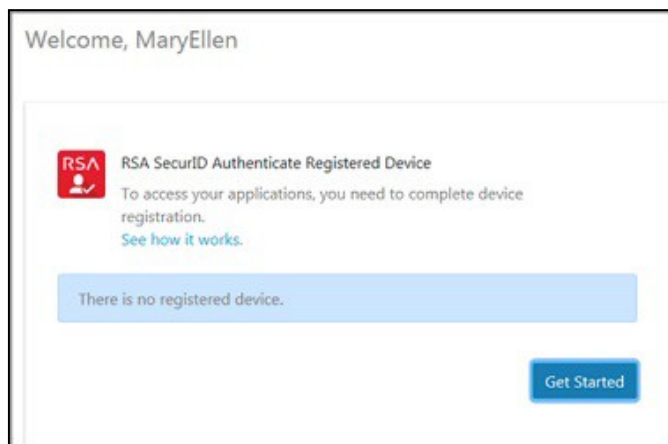 Welcome, MaryEllen
RSA
RSA SecurID Authenticate Registered Device
To access your applications, you need to complete device
registration.
See how it works.
There is no registered device.
Get Started